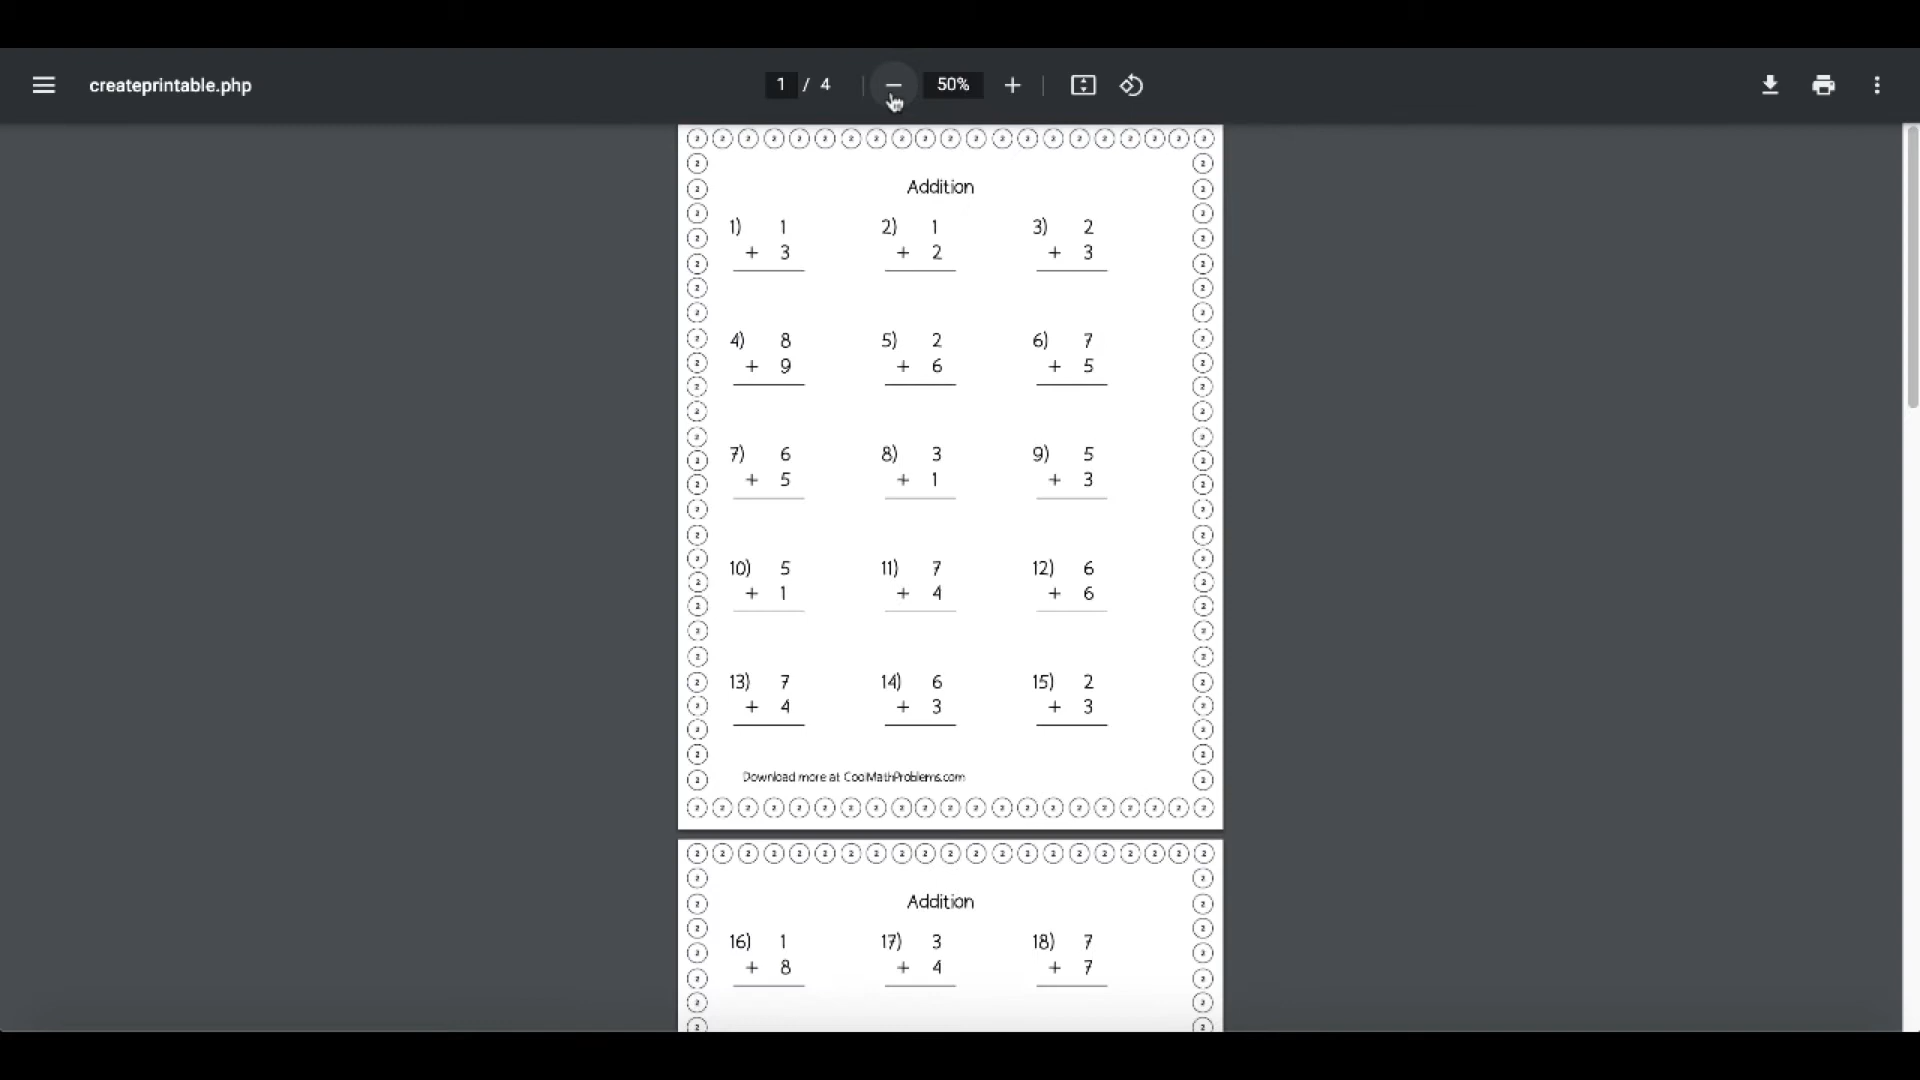 createprintable.php 1 / 4 50%
Addition
1) 1 2) 1 3) 2
+ 3 + 2 + 3
4) 8 5) 2 6) 7
+ 9 + 6 + 5
7) 6 8) 3 9) 5
+ 5 + 1 + 3
10) 5 11) 7 12) 6
+ 1 + 4 + 6
13) 7 14) 6 15) 2
+ 4 + 3 + 3
Download more at CoolMathProblems.com
Addition
16) 1 17) 3 18) 7
+ 8 + 4 + 7